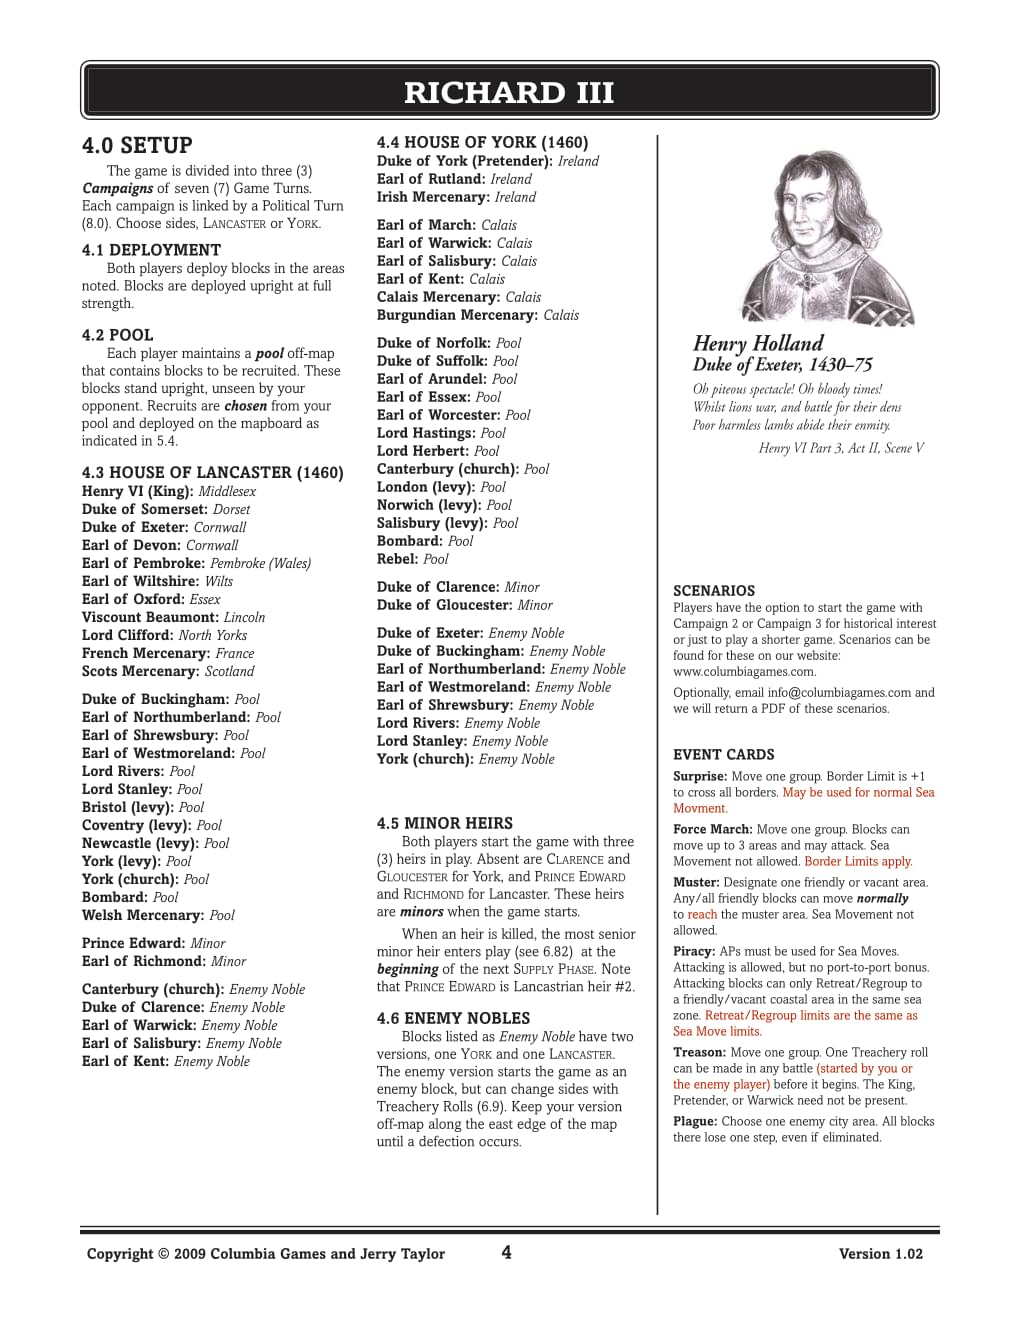 RICHARD III
4.0 SETUP
The game is divided into three (3)
Campaigns of seven (7) Game Turns.
Each campaign is linked by a Political Turn
(8.0). Choose sides, LANCASTER or YORK.
4.1 DEPLOYMENT
Both players deploy blocks in the areas
noted. Blocks are deployed upright at full
strength.
4.2 POOL
Each player maintains a pool off-map
that contains blocks to be recruited. These
blocks stand upright, unseen by your
opponent. Recruits are chosen from your
pool and deployed on the mapboard as
indicated in 5.4.
4.3 HOUSE OF LANCASTER (1460)
Henry VI (King): Middlesex
Duke of Somerset: Dorset
Duke of Exeter: Cornwall
Earl of Devon: Cornwall
Earl of Pembroke: Pembroke (Wales)
Earl of Wiltshire: Wilts
Earl of Oxford: Essex
Viscount Beaumont: Lincoln
Lord Clifford: North Yorks
French Mercenary: France
Scots Mercenary: Scotland
Duke of Buckingham: Pool
Earl of Northumberland: Pool
Earl of Shrewsbury: Pool
Earl of Westmoreland: Pool
Lord Rivers: Pool
Lord Stanley: Pool
Bristol (levy): Pool
Coventry (levy): Pool
Newcastle (levy): Pool
York (levy): Pool
York (church): Pool
Bombard: Pool
Welsh Mercenary: Pool
Prince Edward: Minor
Earl of Richmond: Minor
Canterbury (church): Enemy Noble
Duke of Clarence: Enemy Noble
Earl of Warwick: Enemy Noble
Earl of Salisbury: Enemy Noble
Earl of Kent: Enemy Noble
4.4 HOUSE OF YORK (1460)
Duke of York (Pretender): Ireland
Earl of Rutland: Ireland
Irish Mercenary: Ireland
Earl of March: Calais
Earl of Warwick: Calais
Earl of Salisbury: Calais
Earl of Kent: Calais
Calais Mercenary: Calais
Burgundian Mercenary: Calais
Duke of Norfolk: Pool
Duke of Suffolk: Pool
Earl of Arundel: Pool
Earl of Essex: Pool
Earl of Worcester: Pool
Lord Hastings: Pool
Lord Herbert: Pool
Canterbury (church): Pool
London (levy): Pool
Norwich (levy): Pool
Salisbury (levy): Pool
Bombard: Pool
Rebel: Pool
Duke of Clarence: Minor
Duke of Gloucester: Minor
Duke of Exeter: Enemy Noble
Duke of Buckingham: Enemy Noble
Earl of Northumberland: Enemy Noble
Earl of Westmoreland: Enemy Noble
Earl of Shrewsbury: Enemy Noble
Lord Rivers: Enemy Noble
Lord Stanley: Enemy Noble
York (church): Enemy Noble
4.5 MINOR HEIRS
Both players start the game with three
(3) heirs in play. Absent are CLARENCE and
GLOUCESTER for York, and PRINCE EDWARD
and RICHMOND for Lancaster. These heirs
are minors when the game starts.
When an heir is killed, the most senior
minor heir enters play (see 6.82) at the
beginning of the next SUPPLY PHASE. Note
that PRINCE EDWARD is Lancastrian heir #2.
4.6 ENEMY NOBLES
Blocks listed as Enemy Noble have two
versions, one YORK and one LANCASTER.
The enemy version starts the game as an
enemy block, but can change sides with
Treachery Rolls (6.9). Keep your version
off-map along the east edge of the map
until a defection occurs.
Henry Holland
Duke of Exeter, 1430–75
Oh piteous spectacle! Oh bloody times!
Whilst lions war, and battle for their dens
Poor harmless lambs abide their enmity.
Henry VI Part 3, Act II, Scene V
SCENARIOS
Players have the option to start the game with
Campaign 2 or Campaign 3 for historical interest
or just to play a shorter game. Scenarios can be
found for these on our website:
www.columbiagames.com.
Optionally, email info@columbiagames.com and
we will return a PDF of these scenarios.
EVENT CARDS
Surprise: Move one group. Border Limit is +1
to cross all borders. May be used for normal Sea
Movment.
Force March: Move one group. Blocks can
move up to 3 areas and may attack. Sea
Movement not allowed. Border Limits apply.
Muster: Designate one friendly or vacant area.
Any/all friendly blocks can move normally
to reach the muster area. Sea Movement not
allowed.
Piracy: APs must be used for Sea Moves.
Attacking is allowed, but no port-to-port bonus.
Attacking blocks can only Retreat/Regroup to
a friendly/vacant coastal area in the same sea
zone. Retreat/Regroup limits are the same as
Sea Move limits.
Treason: Move one group. One Treachery roll
can be made in any battle (started by you or
the enemy player) before it begins. The King,
Pretender, or Warwick need not be present.
Plague: Choose one enemy city area. All blocks
there lose one step, even if eliminated.
Copyright © 2009 Columbia Games and Jerry Taylor
4
Version 1.02